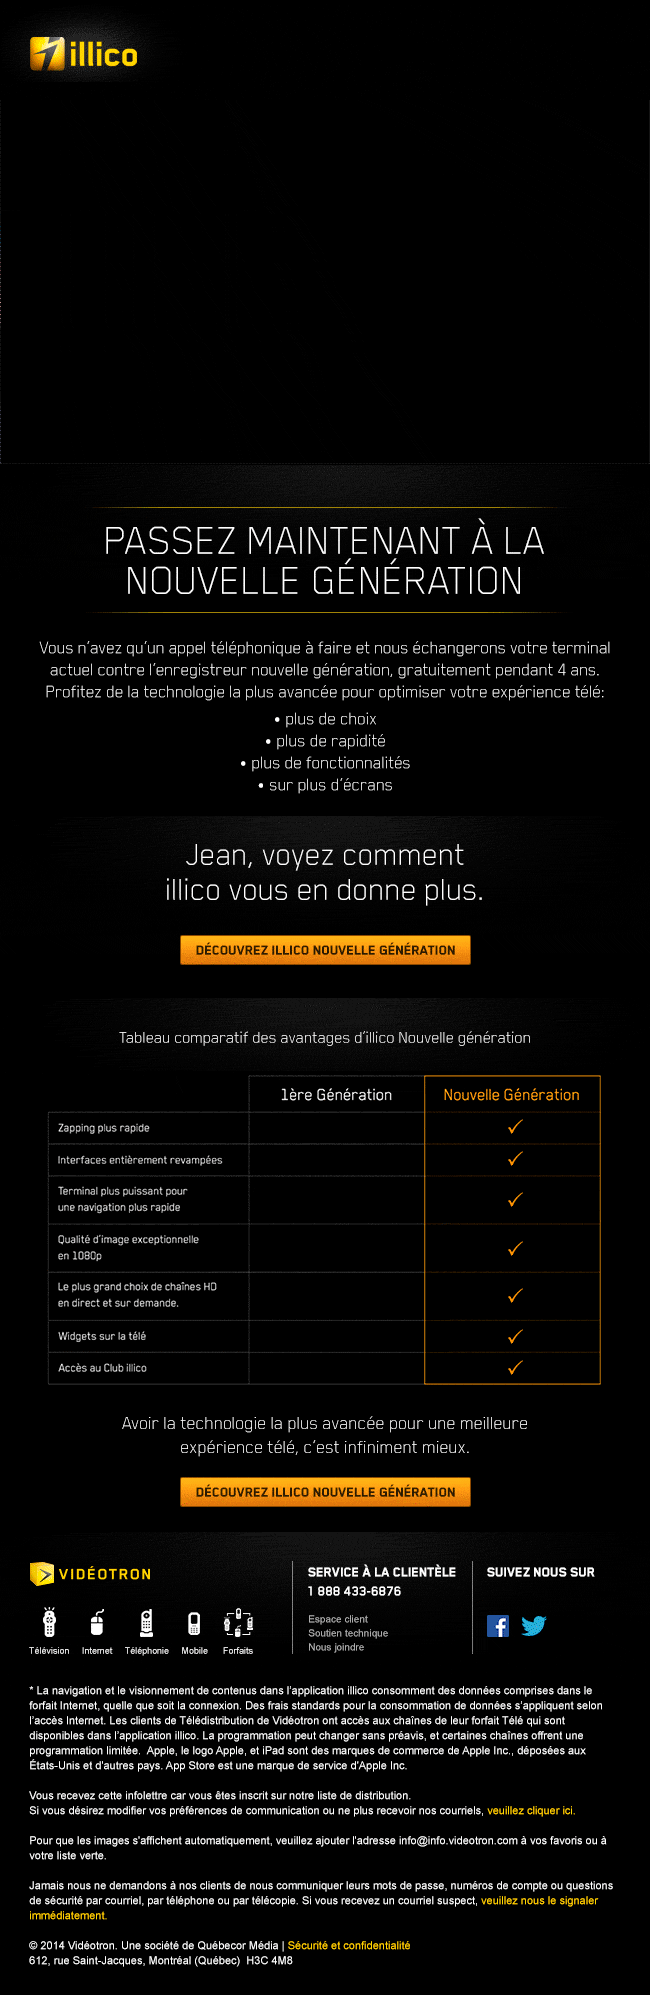 illico
PASSEZ MAINTENANT À LA
NOUVELLE GÉNÉRATION
Vous n'avez qu'un appel téléphonique à faire et nous échangerons votre terminal
actuel contre l'enregistreur nouvelle génération, gratuitement pendant 4 ans.
Profitez de la technologie la plus avancée pour optimiser votre expérience télé:
• plus de choix
• plus de rapidité
• plus de fonctionnalités
• sur plus d'écrans
Jean, voyez comment
illico vous en donne plus.
DÉCOUVREZ ILLICO NOUVELLE GÉNÉRATION
Tableau comparatif des avantages d'illico Nouvelle génération
1ère Génération
Nouvelle Génération
Zapping plus rapide
Interfaces entièrement revampées
Terminal plus puissant pour
une navigation plus rapide
Qualité d'image exceptionnelle
en 1080p
Le plus grand choix de chaînes HD
en direct et sur demande.
Widgets sur la télé
Accès au Club illico
Avoir la technologie la plus avancée pour une meilleure
expérience télé, c'est infiniment mieux.
DÉCOUVREZ ILLICO NOUVELLE GÉNÉRATION
VIDÉOTRON
Télévision Internet Téléphonie Mobile Forfaits
SERVICE À LA CLIENTÈLE
1 888 433-6876
Espace client
Soutien technique
Nous joindre
SUIVEZ NOUS SUR
* La navigation et le visionnement de contenus dans l'application illico consomment des données comprises dans le
forfait Internet, quelle que soit la connexion. Des frais standards pour la consommation de données s'appliquent selon
l'accès Internet. Les clients de Télédistribution de Vidéotron ont accès aux chaînes de leur forfait Télé qui sont
disponibles dans l'application illico. La programmation peut changer sans préavis, et certaines chaînes offrent une
programmation limitée. Apple, le logo Apple, et iPad sont des marques de commerce de Apple Inc., déposées aux
États-Unis et d'autres pays. App Store est une marque de service d'Apple Inc.
Vous recevez cette infolettre car vous êtes inscrit sur notre liste de distribution.
Si vous désirez modifier vos préférences de communication ou ne plus recevoir nos courriels, veuillez cliquer ici.
Pour que les images s'affichent automatiquement, veuillez ajouter l'adresse info@info.videotron.com à vos favoris ou à
votre liste verte.
Jamais nous ne demandons à nos clients de nous communiquer leurs mots de passe, numéros de compte ou questions
de sécurité par courriel, par téléphone ou par télécopie. Si vous recevez un courriel suspect, veuillez nous le signaler
immédiatement.
© 2014 Vidéotron. Une société de Québecor Média | Sécurité et confidentialité
612, rue Saint-Jacques, Montréal (Québec) H3C 4M8